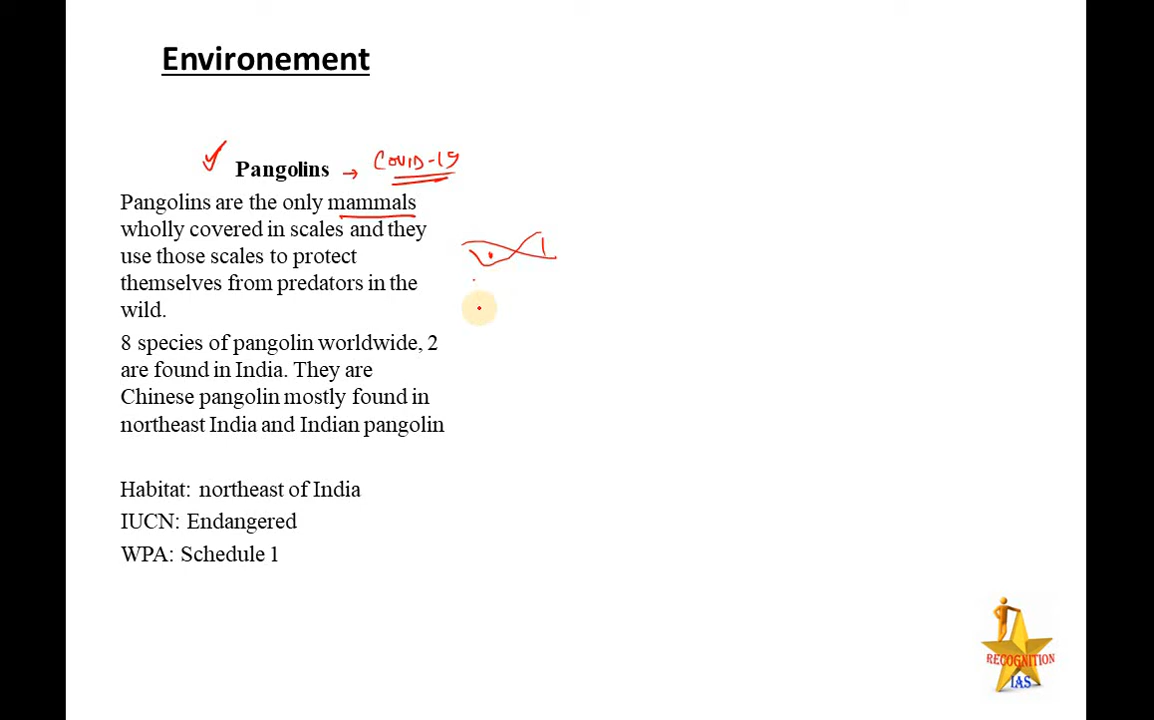 Environement
Pangolins → COVID-19
Pangolins are the only mammals
wholly covered in scales and they
use those scales to protect
themselves from predators in the
wild.
8 species of pangolin worldwide, 2
are found in India. They are
Chinese pangolin mostly found in
northeast India and Indian pangolin
Habitat: northeast of India
IUCN: Endangered
WPA: Schedule 1
RECOGNITION
IAS